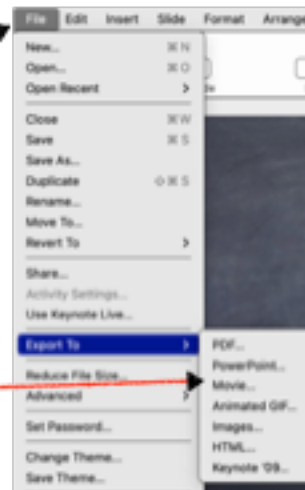 File Edit Insert Slide Format Arrange
New... ⌘ N
Open... ⌘ O
Open Recent >
Close ⌘ W
Save ⌘ S
Save As...
Duplicate ⇧ ⌘ S
Rename...
Move To...
Revert To >
Share...
Activity Settings...
Use Keynote Live...
Export To >
PDF...
PowerPoint...
Reduce File Size...
Movie...
Advanced >
Animated GIF...
Set Password...
Images...
HTML...
Change Theme...
Keynote '09...
Save Theme...